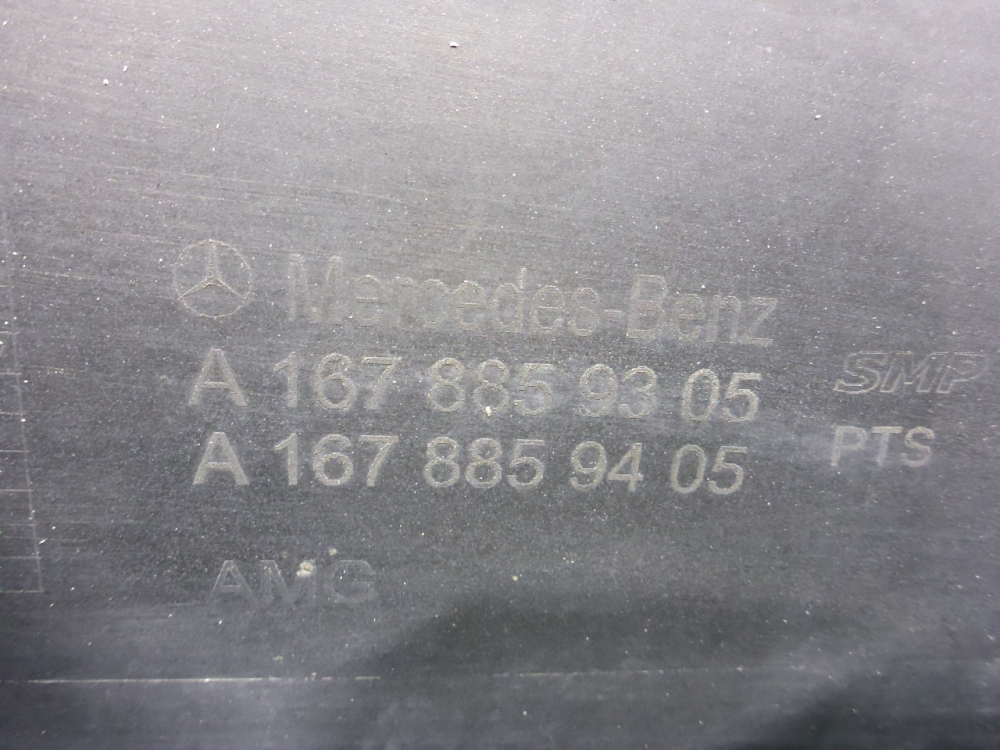 Mercedes-Benz
A 167 885 93 05
A 167 885 94 05
SMP
PTS
AMG